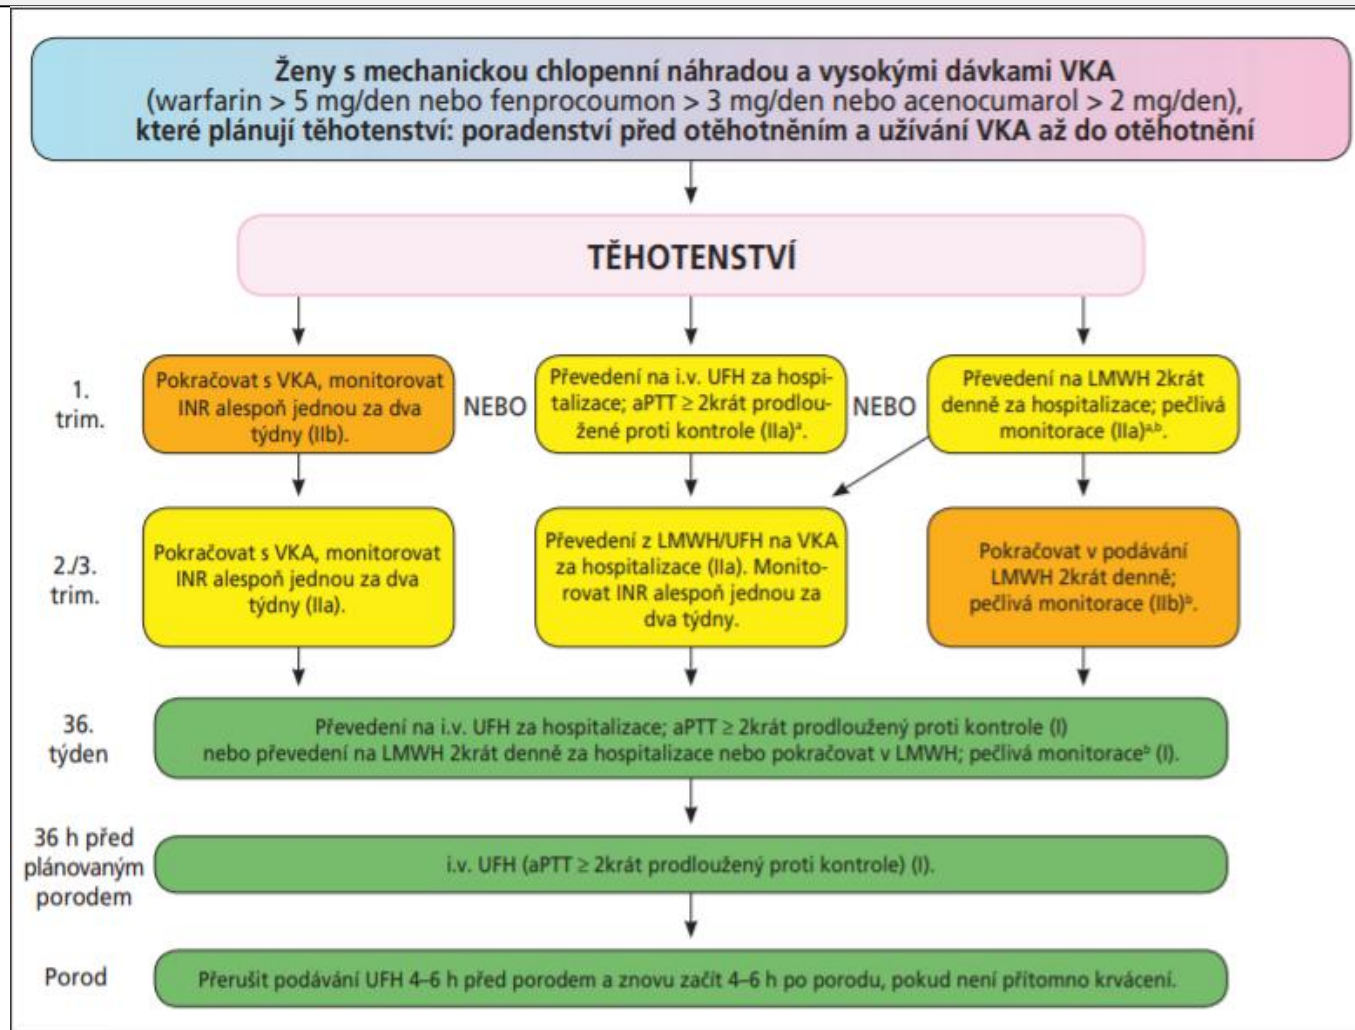 Ženy s mechanickou chlopenní náhradou a vysokými dávkami VKA
(warfarin > 5 mg/den nebo fenprocoumon > 3 mg/den nebo acenocumarol > 2 mg/den),
které plánují těhotenství: poradenství před otěhotněním a užívání VKA až do otěhotnění
TĚHOTENSTVÍ
1.
trim.
Pokračovat s VKA, monitorovat
INR alespoň jednou za dva
týdny (IIb).
NEBO
Převedení na i.v. UFH za hospi-
talizace; aPTT ≥ 2krát prodlou-
žené proti kontrole (IIa)ᵃ.
NEBO
Převedení na LMWH 2krát
denně za hospitalizace; pečlivá
monitorace (IIa)ᵃ,ᵇ.
2./3.
trim.
Pokračovat s VKA, monitorovat
INR alespoň jednou za dva
týdny (IIa).
Převedení z LMWH/UFH na VKA
za hospitalizace (IIa). Monito-
rovat INR alespoň jednou za
dva týdny.
Pokračovat v podávání
LMWH 2krát denně;
pečlivá monitorace (IIb)ᵇ.
36.
týden
Převedení na i.v. UFH za hospitalizace; aPTT ≥ 2krát prodloužený proti kontrole (I)
nebo převedení na LMWH 2krát denně za hospitalizace nebo pokračovat v LMWH; pečlivá monitoraceᵇ (I).
36 h před
plánovaným
porodem
i.v. UFH (aPTT ≥ 2krát prodloužený proti kontrole) (I).
Porod
Přerušit podávání UFH 4–6 h před porodem a znovu začít 4–6 h po porodu, pokud není přítomno krvácení.